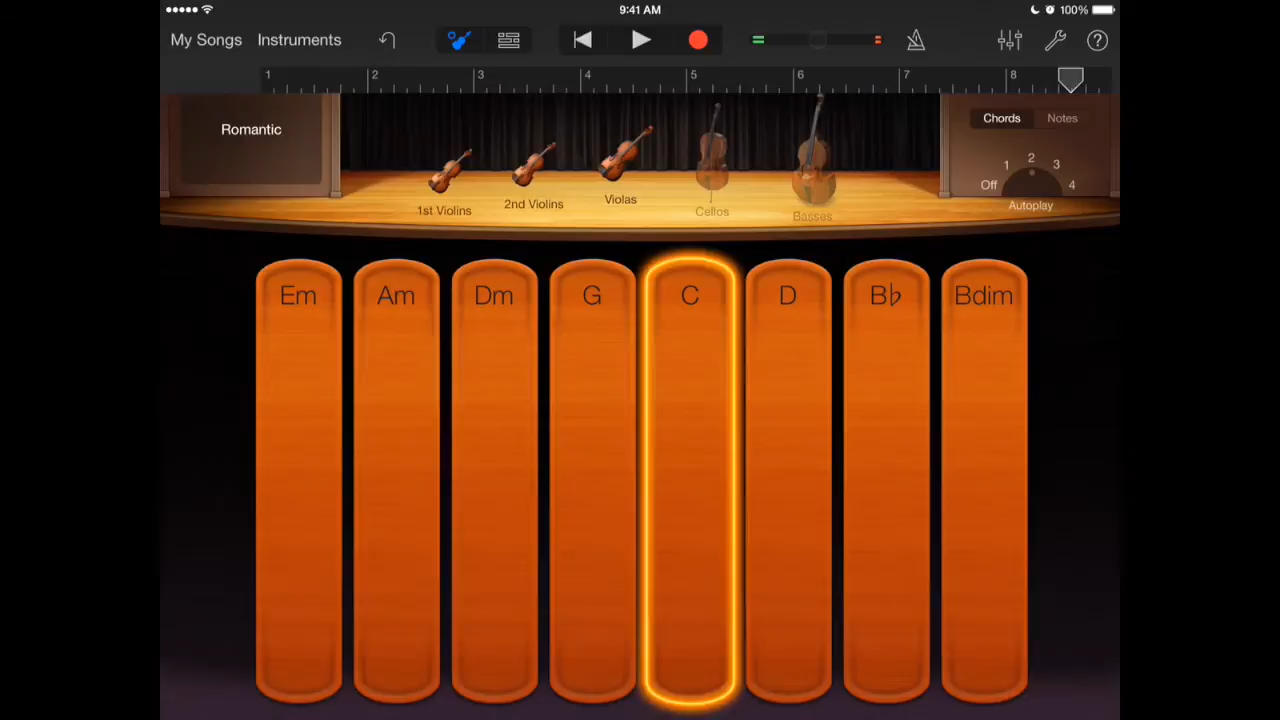 9:41 AM
100%
My Songs Instruments
1 2 3 4 5 6 7 8
Romantic
1st Violins 2nd Violins Violas Cellos Basses
Chords Notes
Off 1 2 3 4
Autoplay
Em Am Dm G C D B♭ Bdim